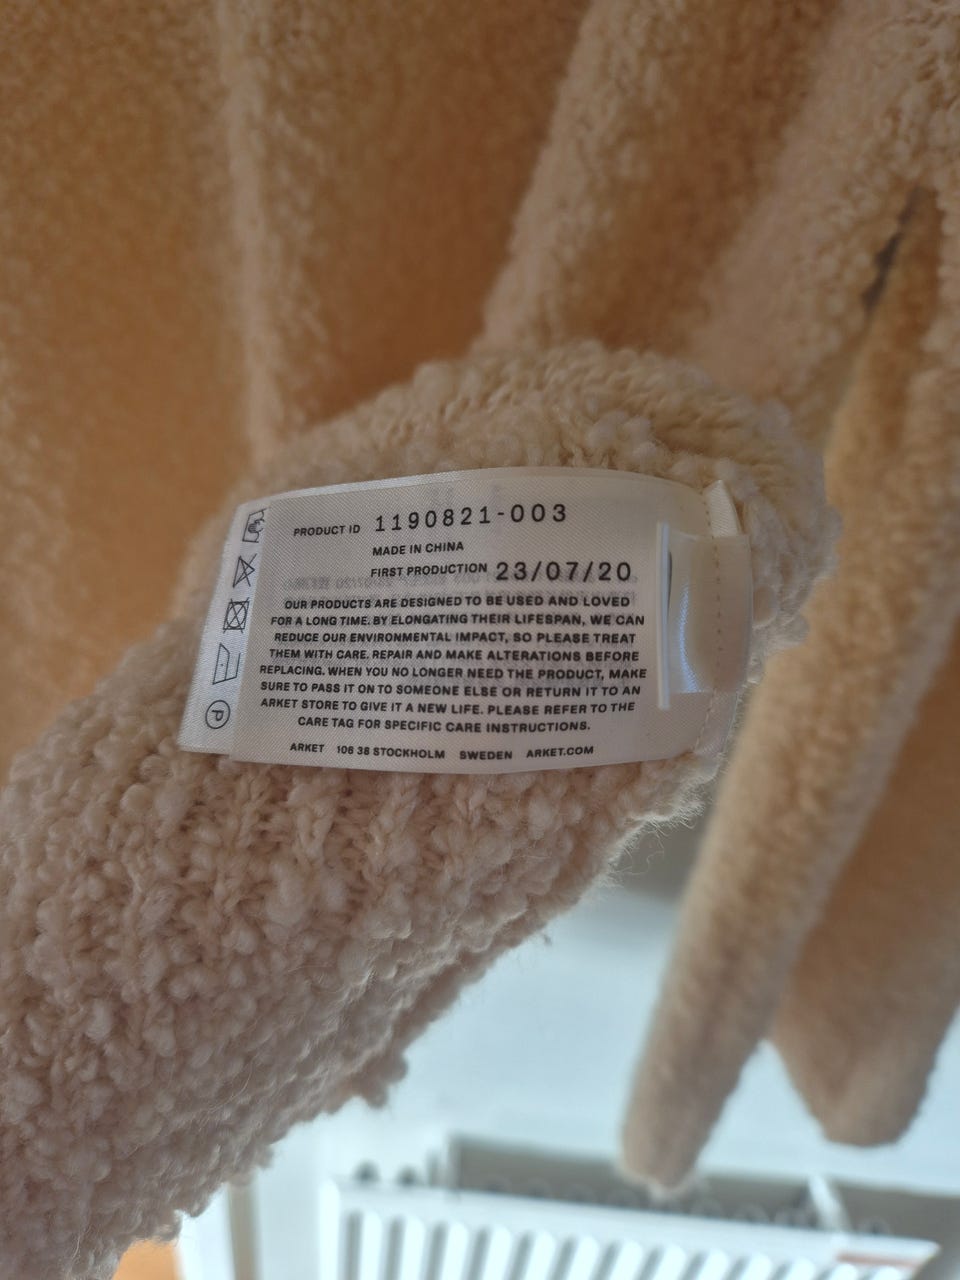 PRODUCT ID 1190821-003
MADE IN CHINA
FIRST PRODUCTION 23/07/20
OUR PRODUCTS ARE DESIGNED TO BE USED AND LOVED
FOR A LONG TIME. BY ELONGATING THEIR LIFESPAN, WE CAN
REDUCE OUR ENVIRONMENTAL IMPACT, SO PLEASE TREAT
THEM WITH CARE. REPAIR AND MAKE ALTERATIONS BEFORE
REPLACING. WHEN YOU NO LONGER NEED THE PRODUCT, MAKE
SURE TO PASS IT ON TO SOMEONE ELSE OR RETURN IT TO AN
ARKET STORE TO GIVE IT A NEW LIFE. PLEASE REFER TO THE
CARE TAG FOR SPECIFIC CARE INSTRUCTIONS.
ARKET 106 38 STOCKHOLM SWEDEN ARKET.COM
P